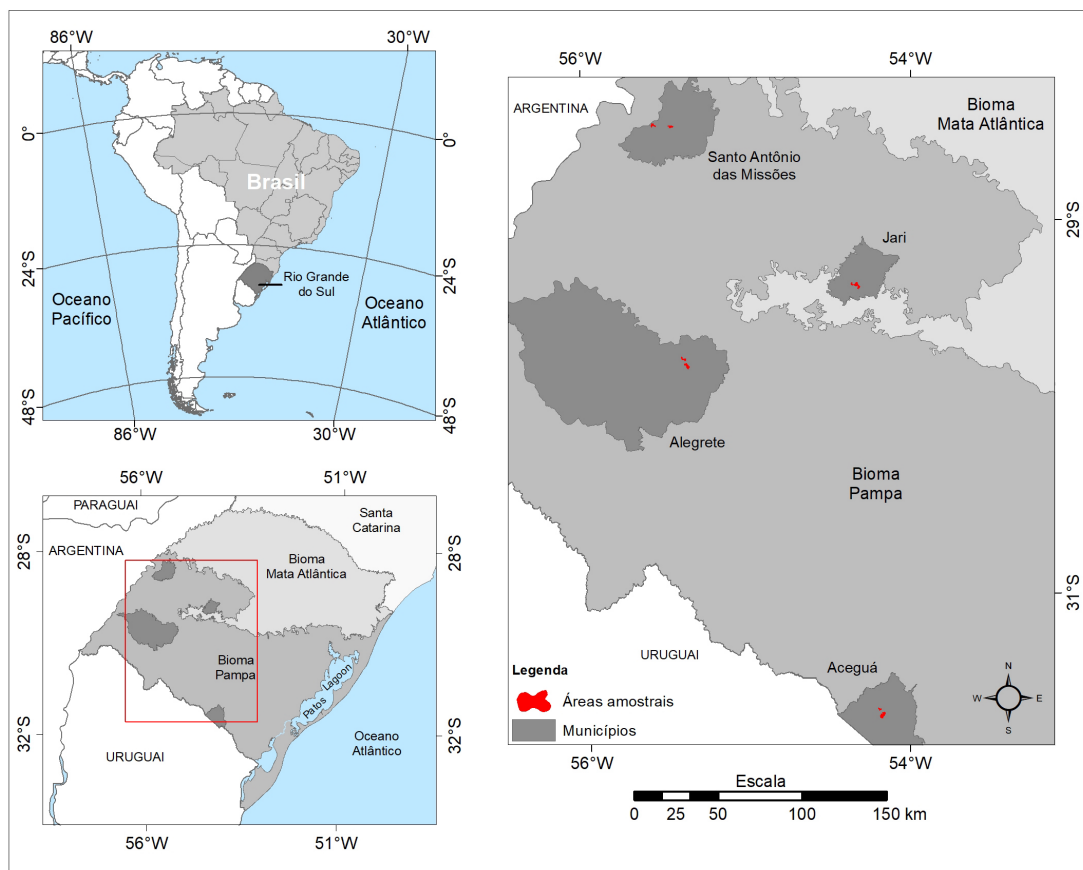 86°W
30°W
0°
0°
Brasil
24°S
24°S
Rio Grande
do Sul
Oceano
Pacífico
Oceano
Atlântico
48°S
48°S
86°W
30°W
56°W
51°W
PARAGUAI
Santa
Catarina
ARGENTINA
28°S
28°S
Bioma
Mata Atlântica
Bioma
Pampa
Patos Lagoon
32°S
32°S
Oceano
Atlântico
URUGUAI
56°W
51°W
56°W
54°W
ARGENTINA
Bioma
Mata Atlântica
Santo Antônio
das Missões
29°S
Jari
Alegrete
Bioma
Pampa
31°S
URUGUAI
Aceguá
Legenda
Áreas amostrais
Municípios
N
W
E
S
56°W
54°W
Escala
0 25 50 100 150 km